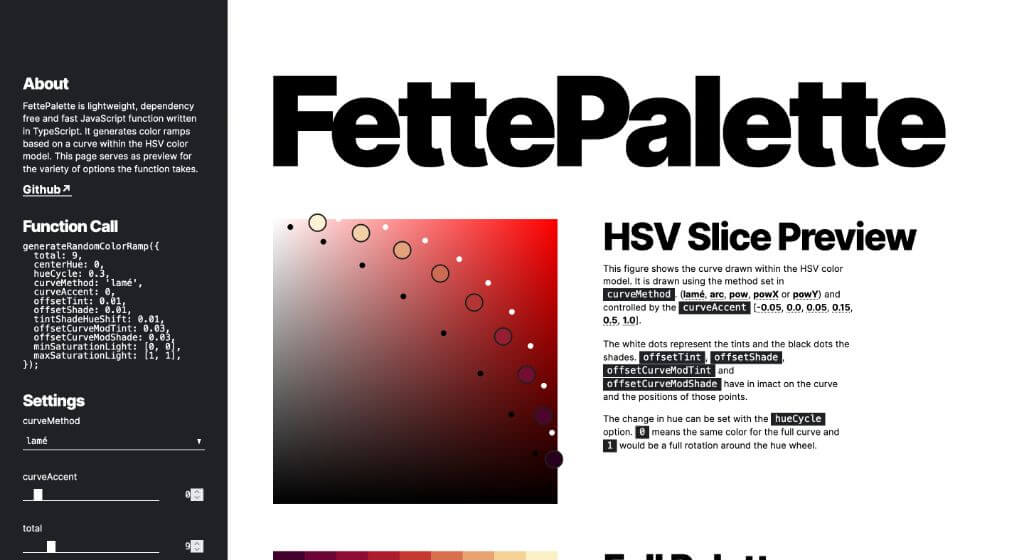 FettePalette
About
FettePalette is lightweight, dependency
free and fast JavaScript function written
in TypeScript. It generates color ramps
based on a curve within the HSV color
model. This page serves as preview for
the variety of options the function takes.
Github↗
Function Call
generateRandomColorRamp({
total: 9,
centerHue: 0,
hueCycle: 0.3,
curveMethod: 'lamé',
curveAccent: 0,
offsetTint: 0.01,
offsetShade: 0.01,
tintShadeHueShift: 0.01,
offsetCurveModTint: 0.03,
offsetCurveModShade: 0.03,
minSaturationLight: [0, 0],
maxSaturationLight: [1, 1],
});
Settings
curveMethod
lamé
curveAccent
0
total
9
HSV Slice Preview
This figure shows the curve drawn within the HSV color
model. It is drawn using the method set in
curveMethod. (lamé, arc, pow, powX or powY) and
controlled by the curveAccent [-0.05, 0.0, 0.05, 0.15,
0.5, 1.0].
The white dots represent the tints and the black dots the
shades. offsetTint, offsetShade,
offsetCurveModTint and
offsetCurveModShade have in imact on the curve
and the positions of those points.
The change in hue can be set with the hueCycle
option. 0 means the same color for the full curve and
1 would be a full rotation around the hue wheel.